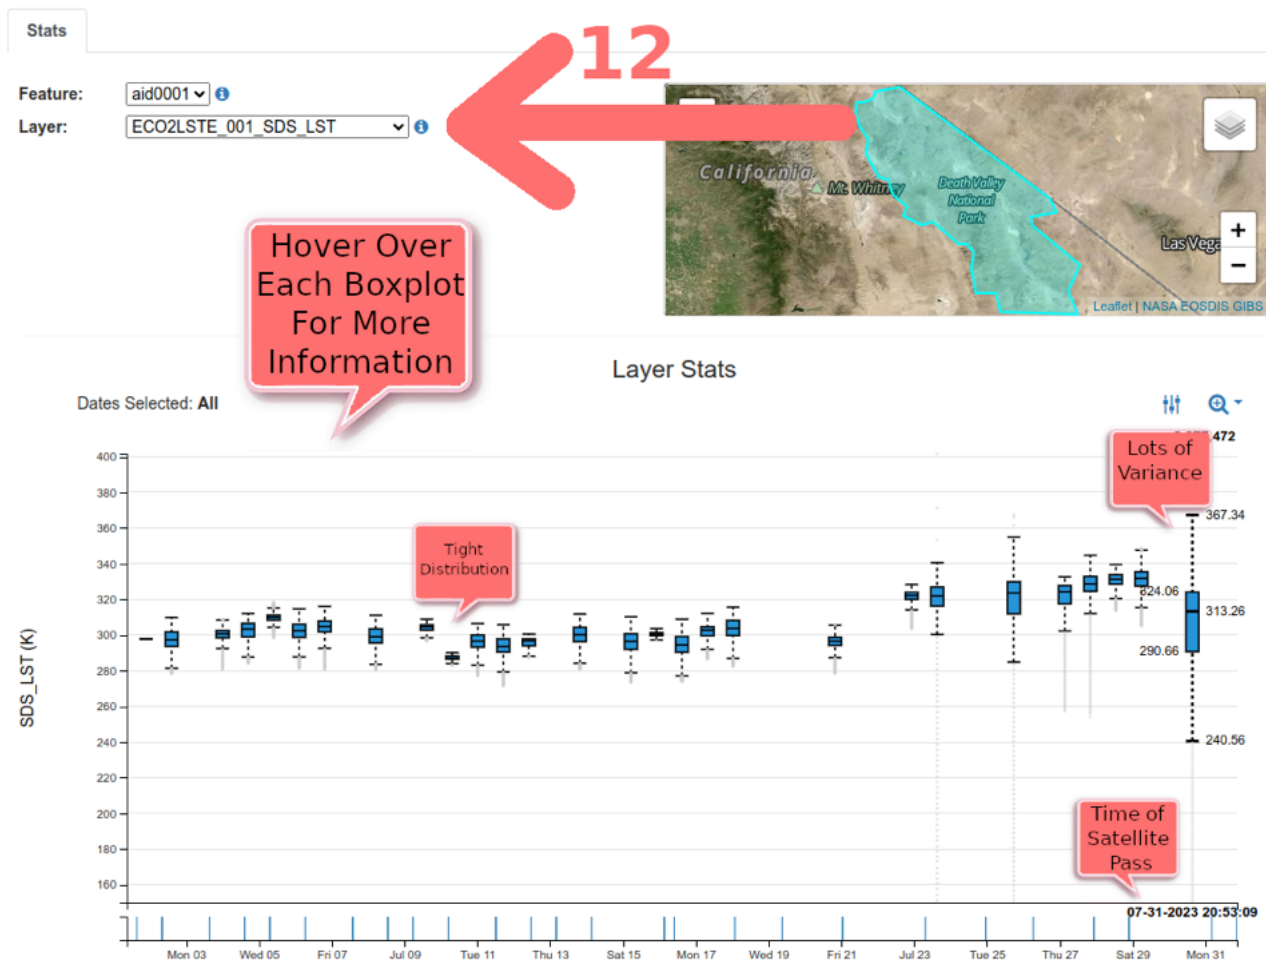 Stats
12
Feature:
aid0001
Layer:
ECO2LSTE_001_SDS_LST
California
Mt. Whitney
Death Valley
National
Park
Las Vega
+
−
Leaflet | NASA EOSDIS GIBS
Hover Over
Each Boxplot
For More
Information
Layer Stats
Dates Selected: All
472
Lots of
Variance
Tight
Distribution
SDS_LST (K)
400
380
360
340
320
300
280
260
240
220
200
180
160
367.34
324.06
313.26
290.66
240.56
Time of
Satellite
Pass
07-31-2023 20:53:09
Mon 03 Wed 05 Fri 07 Jul 09 Tue 11 Thu 13 Sat 15 Mon 17 Wed 19 Fri 21 Jul 23 Tue 25 Thu 27 Sat 29 Mon 31